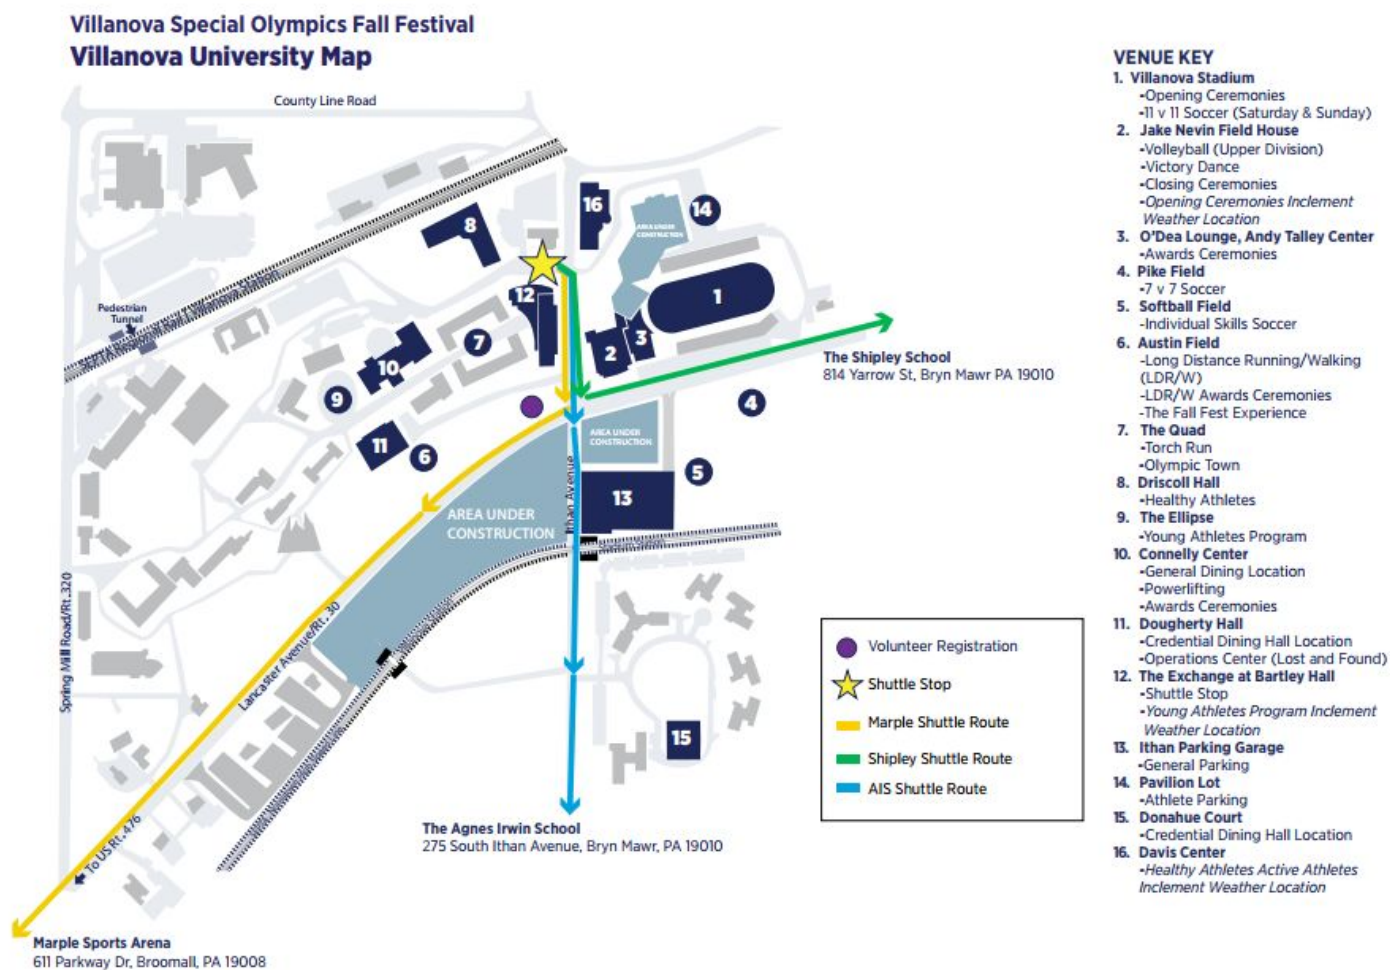 Villanova Special Olympics Fall Festival
Villanova University Map
County Line Road
16
14
8
AREA UNDER
CONSTRUCTION
SEPTA Regional Rail | Villanova Station
Pedestrian
Tunnel
12
1
7
2
3
10
9
4
11
6
AREA UNDER
CONSTRUCTION
5
13
Ithan Avenue
AREA UNDER
CONSTRUCTION
Spring Mill Road/Rt.320
Lancaster Avenue/Rt. 30
15
To US Rt. 476
The Shipley School
814 Yarrow St, Bryn Mawr PA 19010
The Agnes Irwin School
275 South Ithan Avenue, Bryn Mawr, PA 19010
Marple Sports Arena
611 Parkway Dr, Broomall, PA 19008
Volunteer Registration
Shuttle Stop
Marple Shuttle Route
Shipley Shuttle Route
AIS Shuttle Route
VENUE KEY
1. Villanova Stadium
-Opening Ceremonies
-11 v 11 Soccer (Saturday & Sunday)
2. Jake Nevin Field House
-Volleyball (Upper Division)
-Victory Dance
-Closing Ceremonies
-Opening Ceremonies Inclement
Weather Location
3. O'Dea Lounge, Andy Talley Center
-Awards Ceremonies
4. Pike Field
-7 v 7 Soccer
5. Softball Field
-Individual Skills Soccer
6. Austin Field
-Long Distance Running/Walking
(LDR/W)
-LDR/W Awards Ceremonies
-The Fall Fest Experience
7. The Quad
-Torch Run
-Olympic Town
8. Driscoll Hall
-Healthy Athletes
9. The Ellipse
-Young Athletes Program
10. Connelly Center
-General Dining Location
-Powerlifting
-Awards Ceremonies
11. Dougherty Hall
-Credential Dining Hall Location
-Operations Center (Lost and Found)
12. The Exchange at Bartley Hall
-Shuttle Stop
-Young Athletes Program Inclement
Weather Location
13. Ithan Parking Garage
-General Parking
14. Pavilion Lot
-Athlete Parking
15. Donahue Court
-Credential Dining Hall Location
16. Davis Center
-Healthy Athletes Active Athletes
Inclement Weather Location